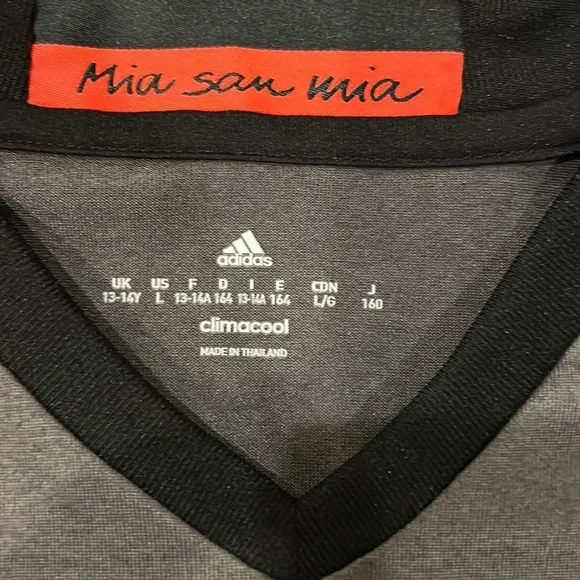 Mia san mia
adidas
UK US F D I E CDN J
13-14Y L 13-14A 164 13-14A 164 L/G 160
climacool
MADE IN THAILAND